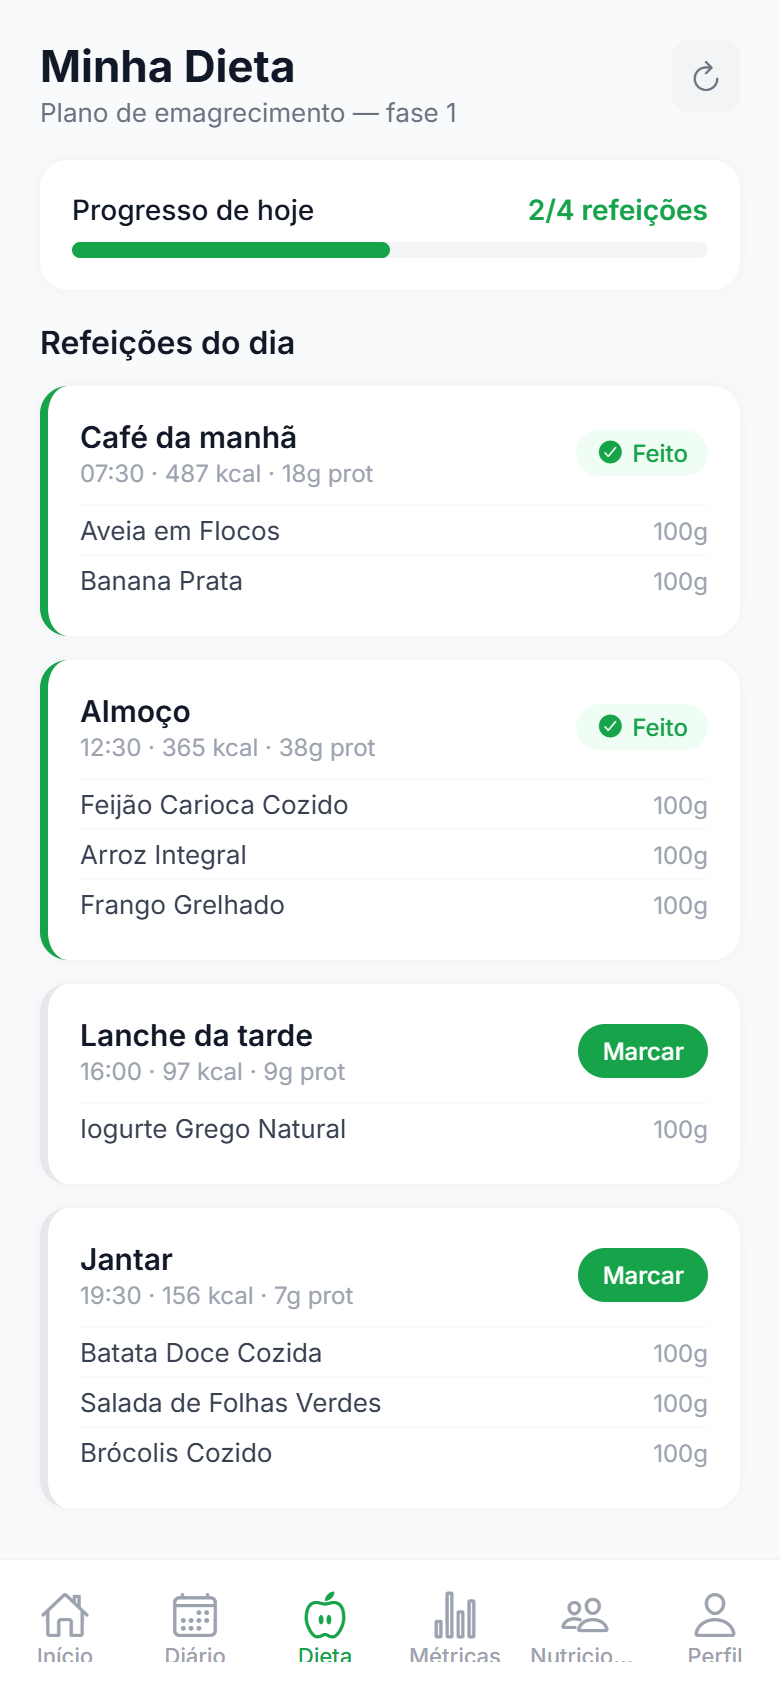 Minha Dieta
Plano de emagrecimento — fase 1
Progresso de hoje 2/4 refeições
Refeições do dia
Café da manhã
07:30 · 487 kcal · 18g prot
Feito
Aveia em Flocos 100g
Banana Prata 100g
Almoço
12:30 · 365 kcal · 38g prot
Feito
Feijão Carioca Cozido 100g
Arroz Integral 100g
Frango Grelhado 100g
Lanche da tarde
16:00 · 97 kcal · 9g prot
Marcar
Iogurte Grego Natural 100g
Jantar
19:30 · 156 kcal · 7g prot
Marcar
Batata Doce Cozida 100g
Salada de Folhas Verdes 100g
Brócolis Cozido 100g
Início Diário Dieta Métricas Nutricio... Perfil